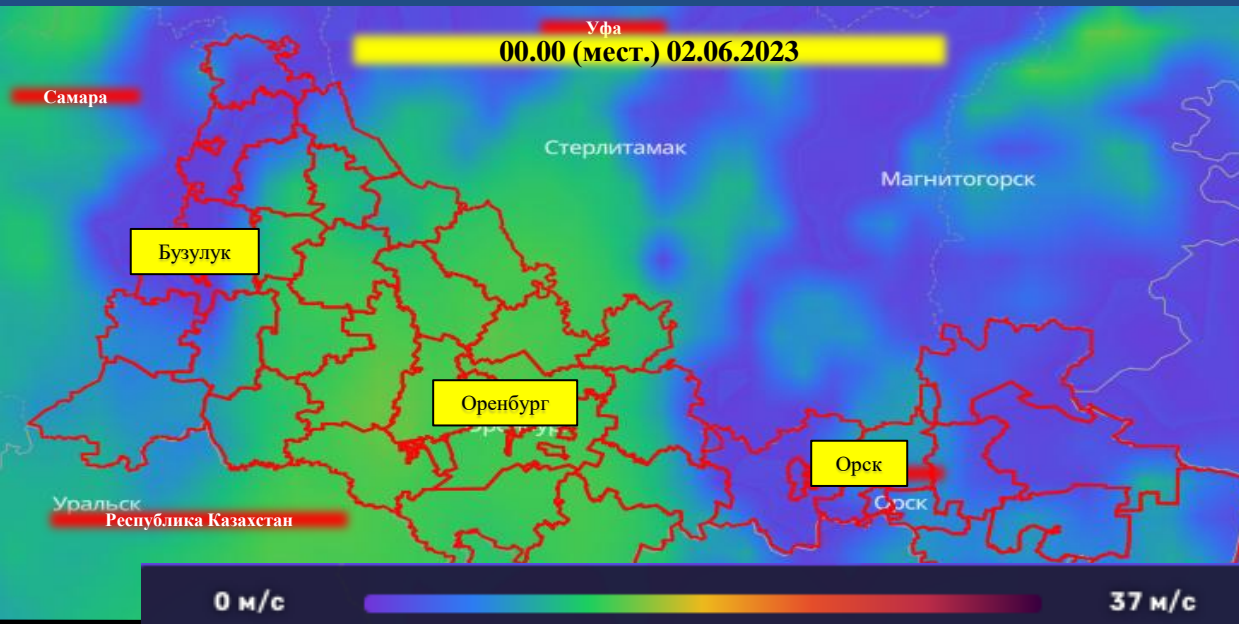 Уфа
00.00 (мест.) 02.06.2023
Самара
Стерлитамак
Магнитогорск
Бузулук
Оренбург
Орск
Орск
Уральск
Республика Казахстан
0 м/с
37 м/с